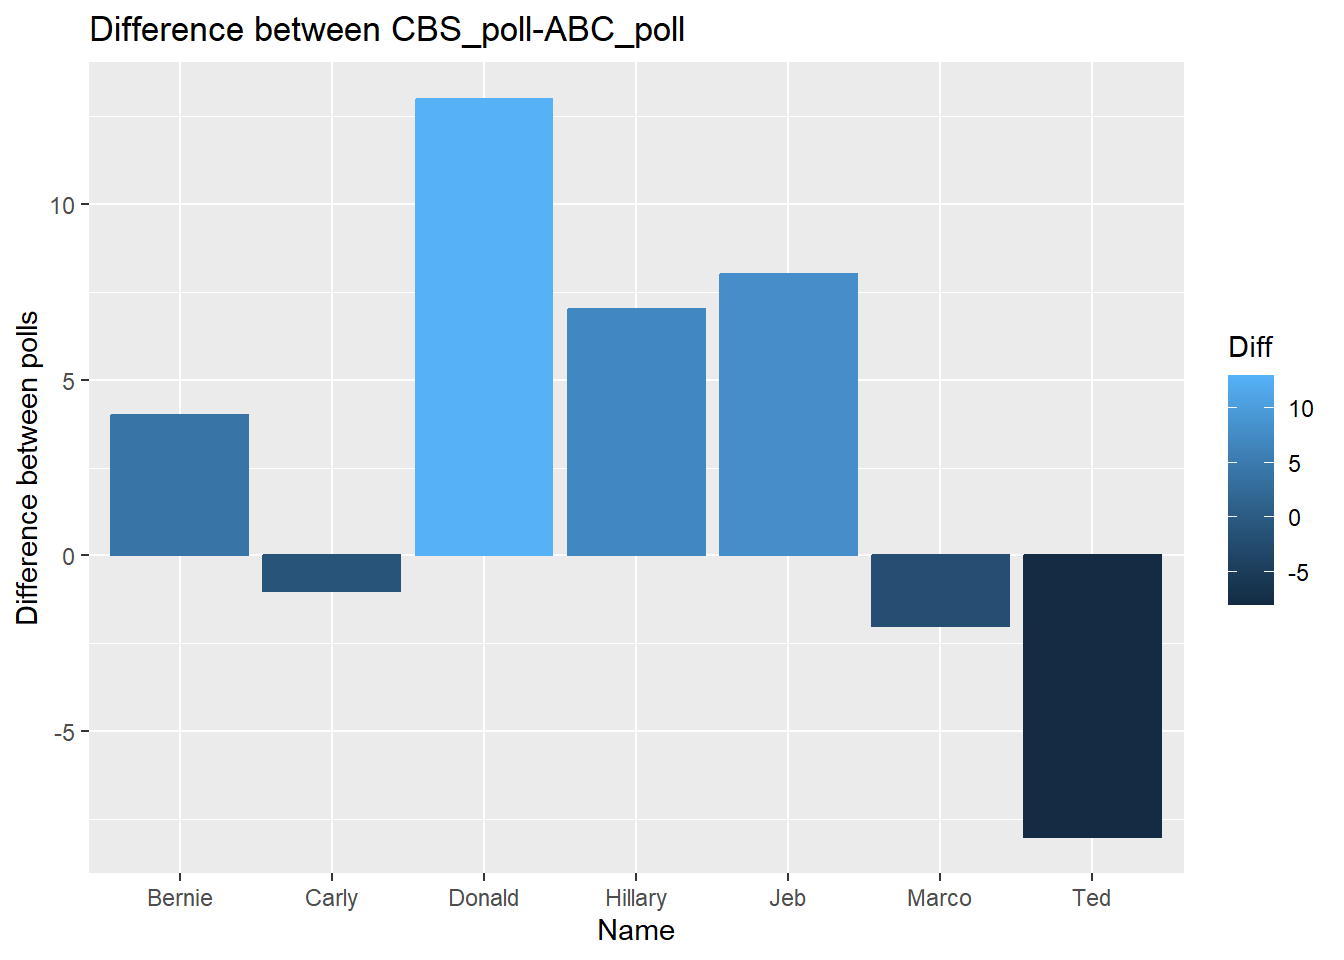 Difference between CBS_poll-ABC_poll
Difference between polls
10
5
0
-5
Bernie Carly Donald Hillary Jeb Marco Ted
Name
Diff
10
5
0
-5